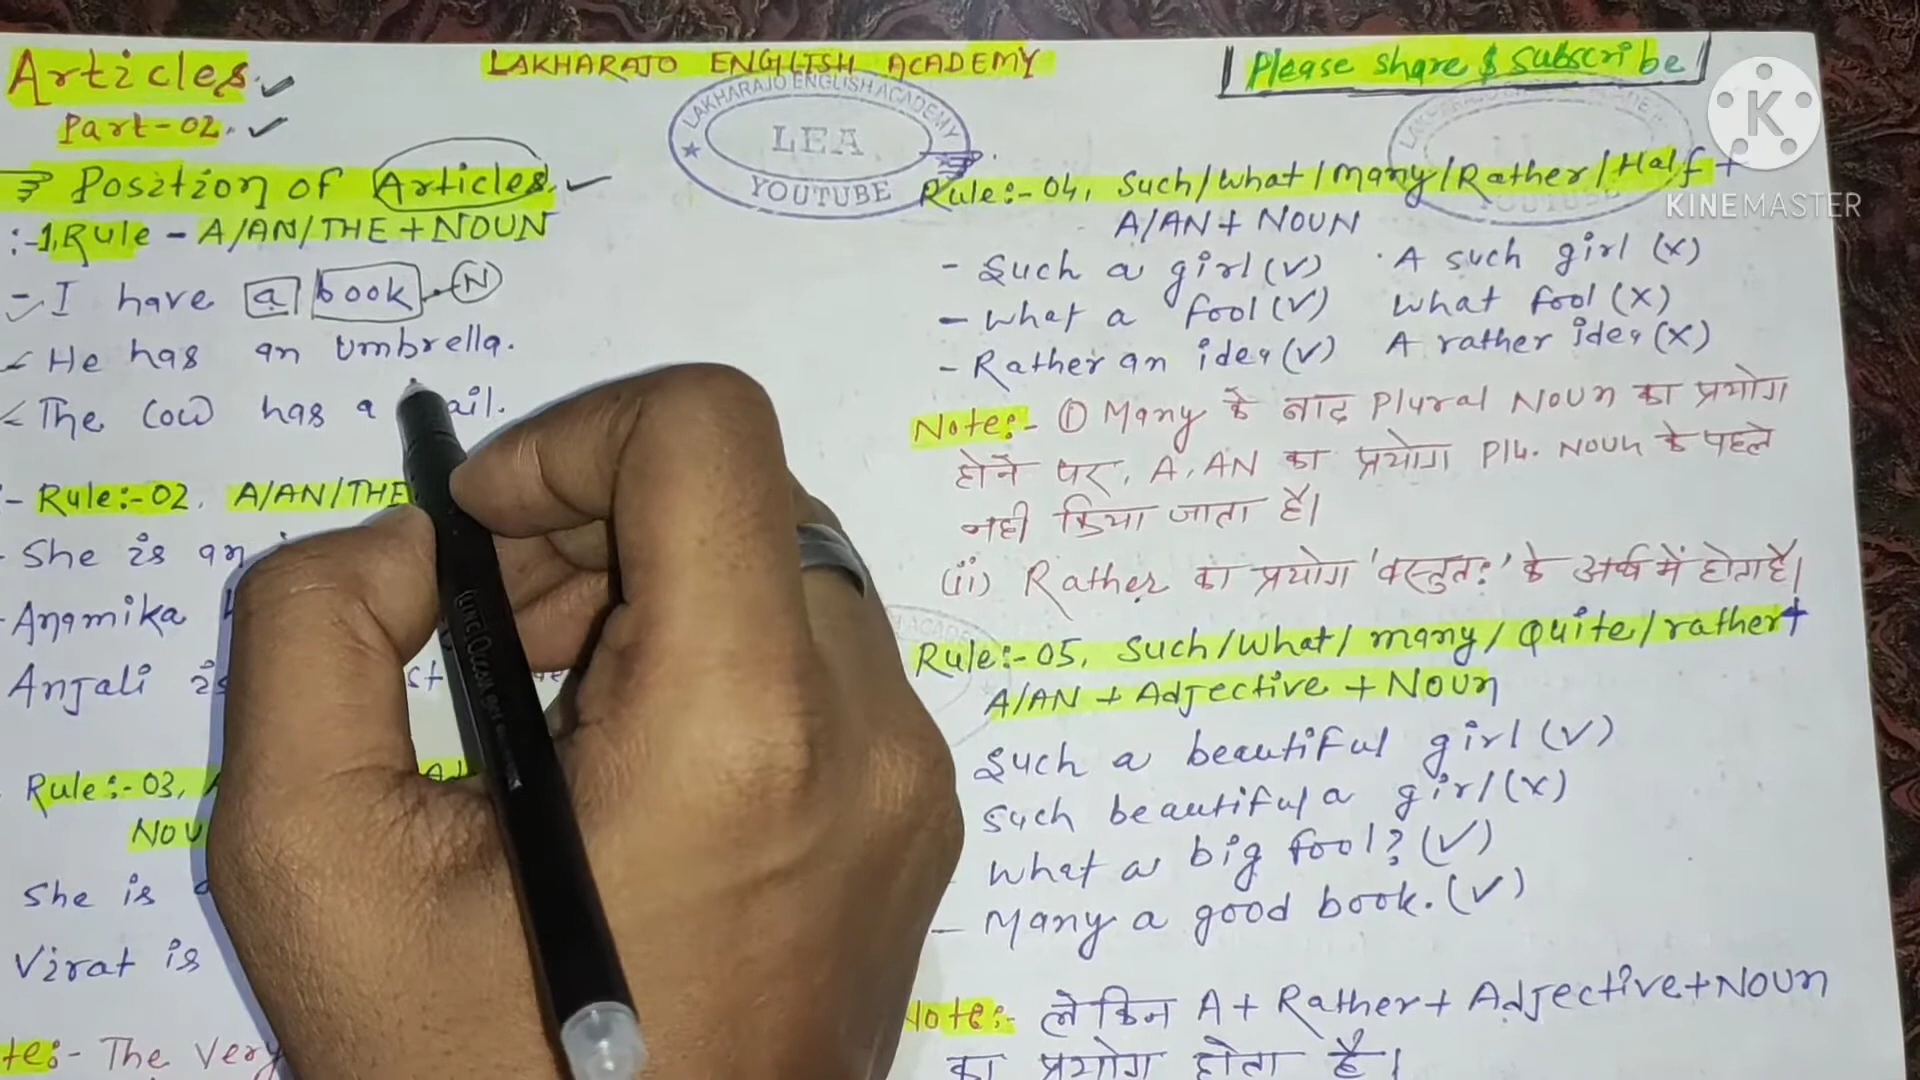 Articles
Part-02.
LAKHARAJO ENGLISH ACADEMY
Please share & subscribe
K
KINEMASTER
LAKHARAJO ENGLISH ACADEMY
LEA
YOUTUBE
Position of Articles.
:-1, Rule - A/AN/THE + NOUN
- I have a book N
He has an Umbrella.
The Cow has a ail.
:- Rule:-02, A/AN/THE
- She is an
- Anamika
Anjali is
Rule:-03,
NOU
She is
Virat is
te:- The Very
Rule:-04, Such/What/many/Rather/Half +
A/AN + NOUN
- Such a girl (✓) A such girl (x)
- What a fool (✓) What fool (x)
- Rather an idea (✓) A rather idea (x)
Note:- ① Many के बाद Plural Noun का प्रयोग
होने पर, A, AN का प्रयोग Plu. Noun के पहले
नही किया जाता है।
(ii) Rather का प्रयोग 'वस्तुतः' के अर्थ में होता है।
Rule:-05, Such/What/many/Quite/rather+
A/AN + Adjective + Noun
Such a beautiful girl (✓)
Such beautiful a girl (x)
What a big fool? (✓)
- Many a good book. (✓)
Note:- लेकिन A + Rather + Adjective + Noun
का प्रयोग होता है।